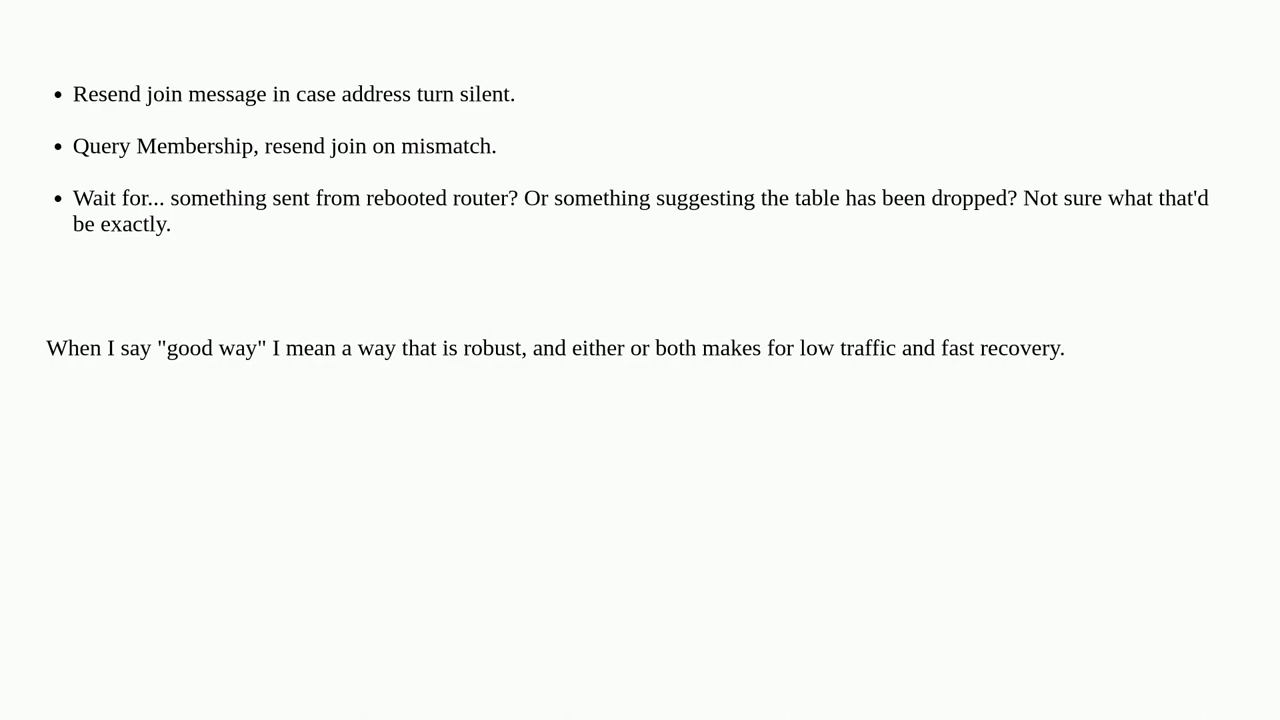 • Resend join message in case address turn silent.
• Query Membership, resend join on mismatch.
• Wait for... something sent from rebooted router? Or something suggesting the table has been dropped? Not sure what that'd
be exactly.
When I say "good way" I mean a way that is robust, and either or both makes for low traffic and fast recovery.